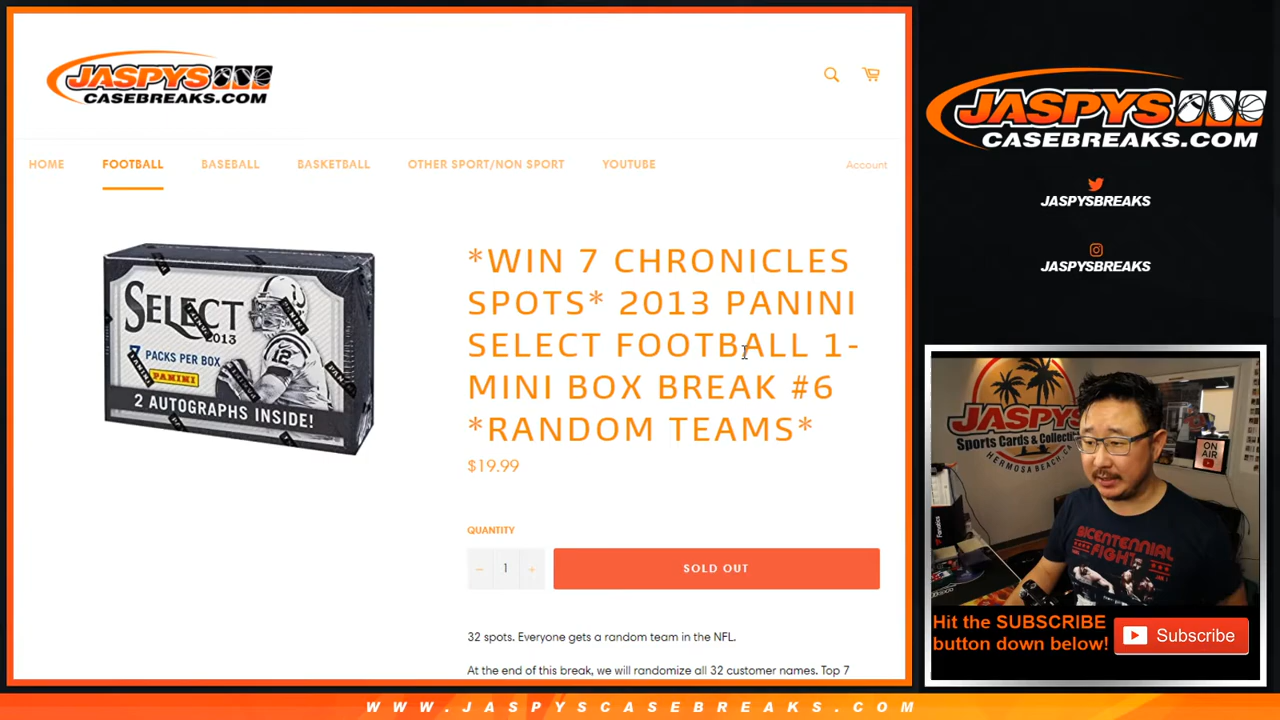 JASPYS
CASEBREAKS.COM
HOME
FOOTBALL
BASEBALL
BASKETBALL
OTHER SPORT/NON SPORT
YOUTUBE
Account
SELECT
2013
7 PACKS PER BOX
PANINI
2 AUTOGRAPHS INSIDE!
*WIN 7 CHRONICLES
SPOTS* 2013 PANINI
SELECT FOOTBALL 1-
MINI BOX BREAK #6
*RANDOM TEAMS*
$19.99
QUANTITY
− 1 +
SOLD OUT
32 spots. Everyone gets a random team in the NFL.
At the end of this break, we will randomize all 32 customer names. Top 7
JASPYS
CASEBREAKS.COM
JASPYSBREAKS
JASPYSBREAKS
JASPYS
Sports Cards & Collectibles
HERMOSA BEACH, CA
ON
AIR
Fanatics
BICENTENNIAL
FIGHT
Hit the SUBSCRIBE
button down below!
Subscribe
WWW.JASPYSCASEBREAKS.COM